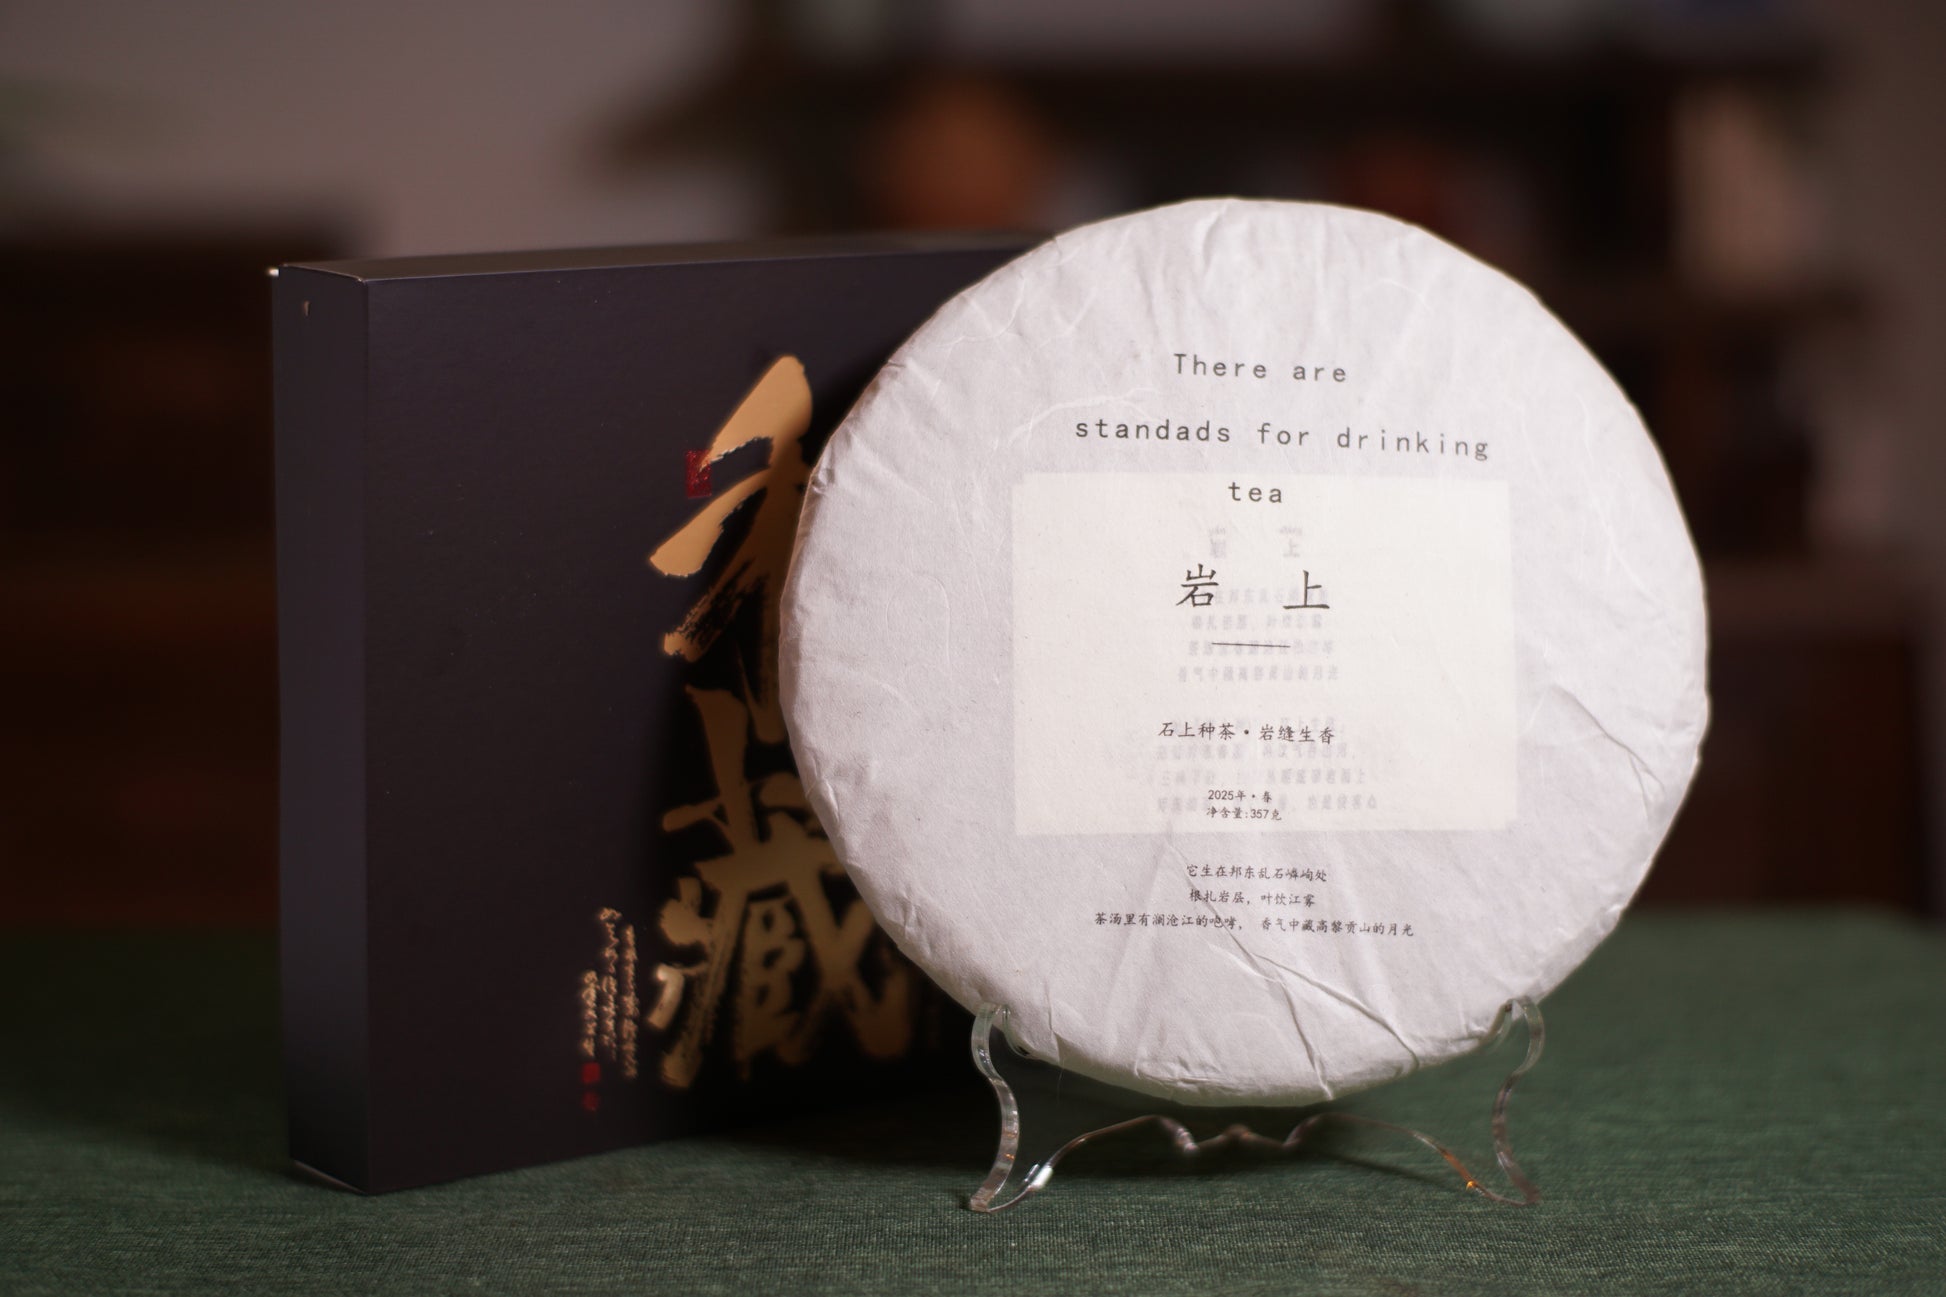 There are
standads for drinking
tea
岩 上
石上种茶·岩缝生香
2025年·春
净含量:357克
它生在邦东乱石嶙峋处
根扎岩层，叶饮江雾
茶汤里有澜沧江的咆哮， 香气中藏高黎贡山的月光
藏